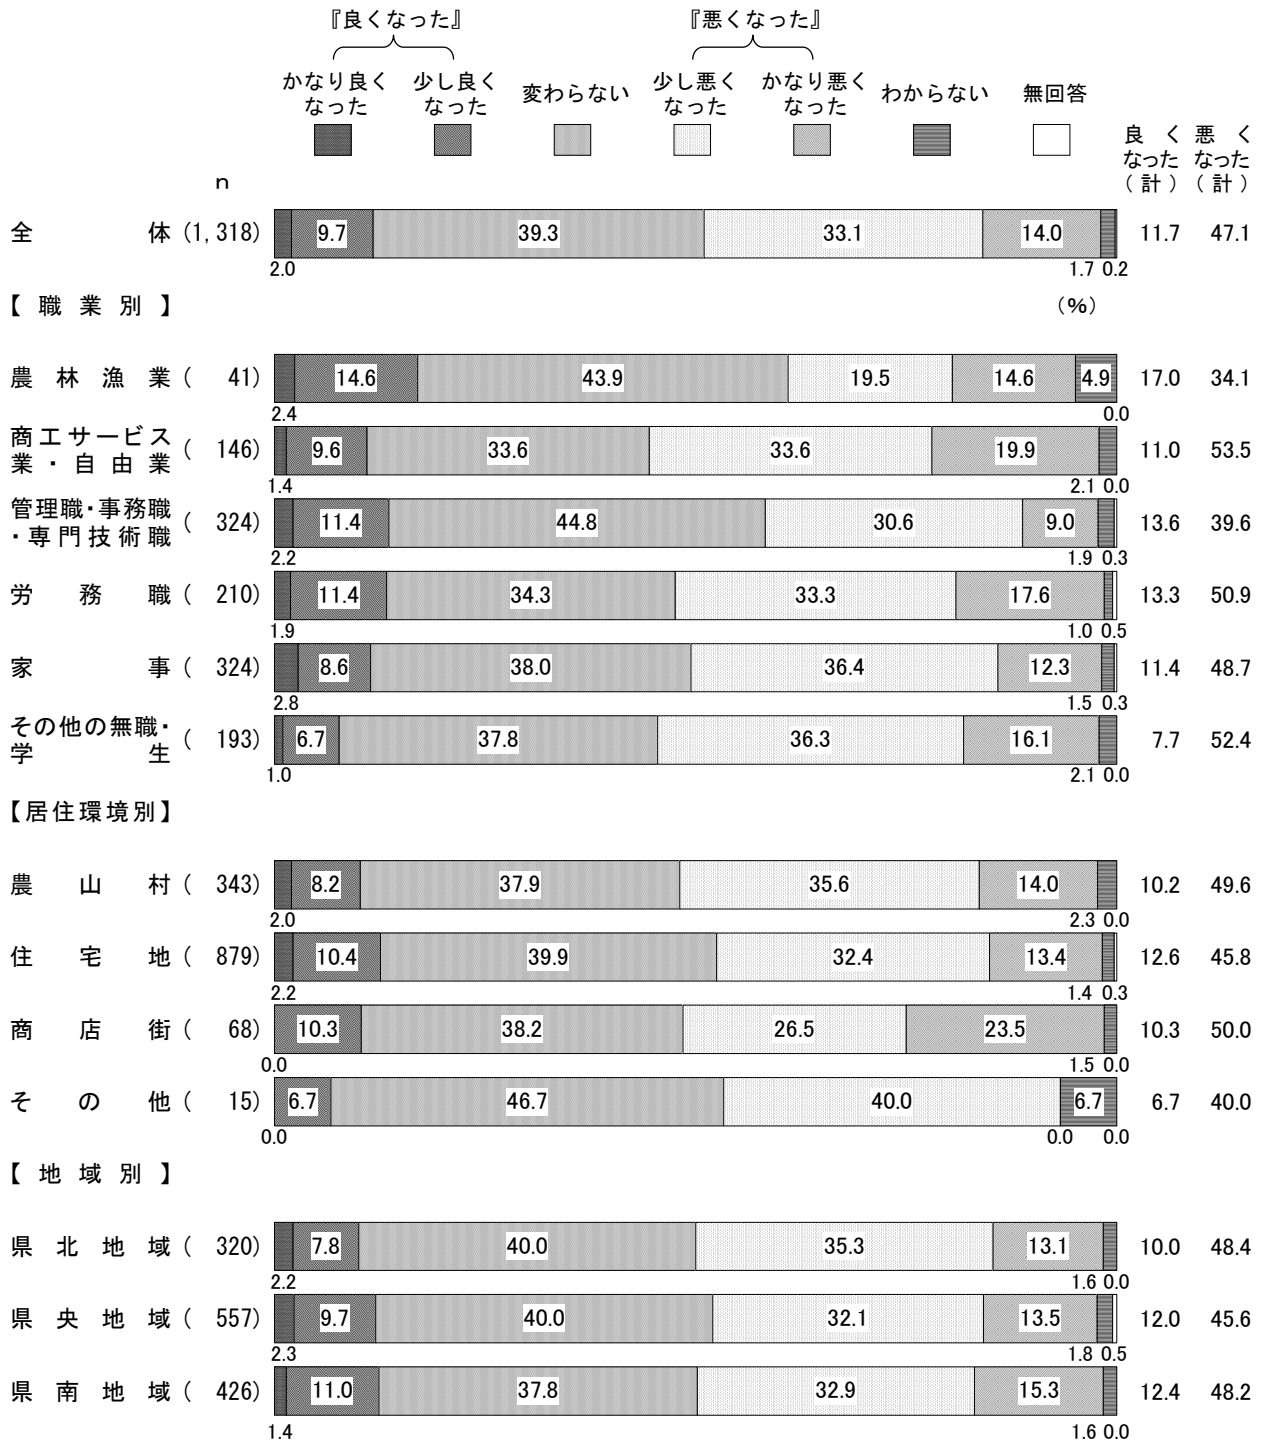 『良くなった』 『悪くなった』
かなり良く 少し良く 変わらない 少し悪く かなり悪く わからない 無回答
なった なった なった なった
良く 悪く
なった なった
n （計） （計）
全体 (1,318) 9.7 39.3 33.1 14.0 11.7 47.1
2.0 1.7 0.2
【職業別】 （%）
農林漁業 ( 41) 14.6 43.9 19.5 14.6 4.9 17.0 34.1
2.4 0.0
商工サービス
業・自由業 ( 146) 9.6 33.6 33.6 19.9 11.0 53.5
1.4 2.1 0.0
管理職・事務職
・専門技術職 ( 324) 11.4 44.8 30.6 9.0 13.6 39.6
2.2 1.9 0.3
労務職 ( 210) 11.4 34.3 33.3 17.6 13.3 50.9
1.9 1.0 0.5
家事 ( 324) 8.6 38.0 36.4 12.3 11.4 48.7
2.8 1.5 0.3
その他の無職・
学生 ( 193) 6.7 37.8 36.3 16.1 7.7 52.4
1.0 2.1 0.0
【居住環境別】
農山村 ( 343) 8.2 37.9 35.6 14.0 10.2 49.6
2.0 2.3 0.0
住宅地 ( 879) 10.4 39.9 32.4 13.4 12.6 45.8
2.2 1.4 0.3
商店街 ( 68) 10.3 38.2 26.5 23.5 10.3 50.0
0.0 1.5 0.0
その他 ( 15) 6.7 46.7 40.0 6.7 6.7 40.0
0.0 0.0 0.0
【地域別】
県北地域 ( 320) 7.8 40.0 35.3 13.1 10.0 48.4
2.2 1.6 0.0
県央地域 ( 557) 9.7 40.0 32.1 13.5 12.0 45.6
2.3 1.8 0.5
県南地域 ( 426) 11.0 37.8 32.9 15.3 12.4 48.2
1.4 1.6 0.0